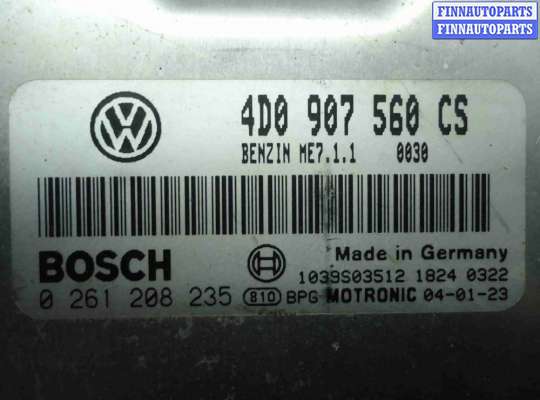 FINNAUTOPARTS
FINNAUTOPARTS
4D0 907 560 CS
BENZIN ME7.1.1 0030
BOSCH
Made in Germany
1039S03512 1824 0322
0 261 208 235 810 BPG MOTRONIC 04-01-23